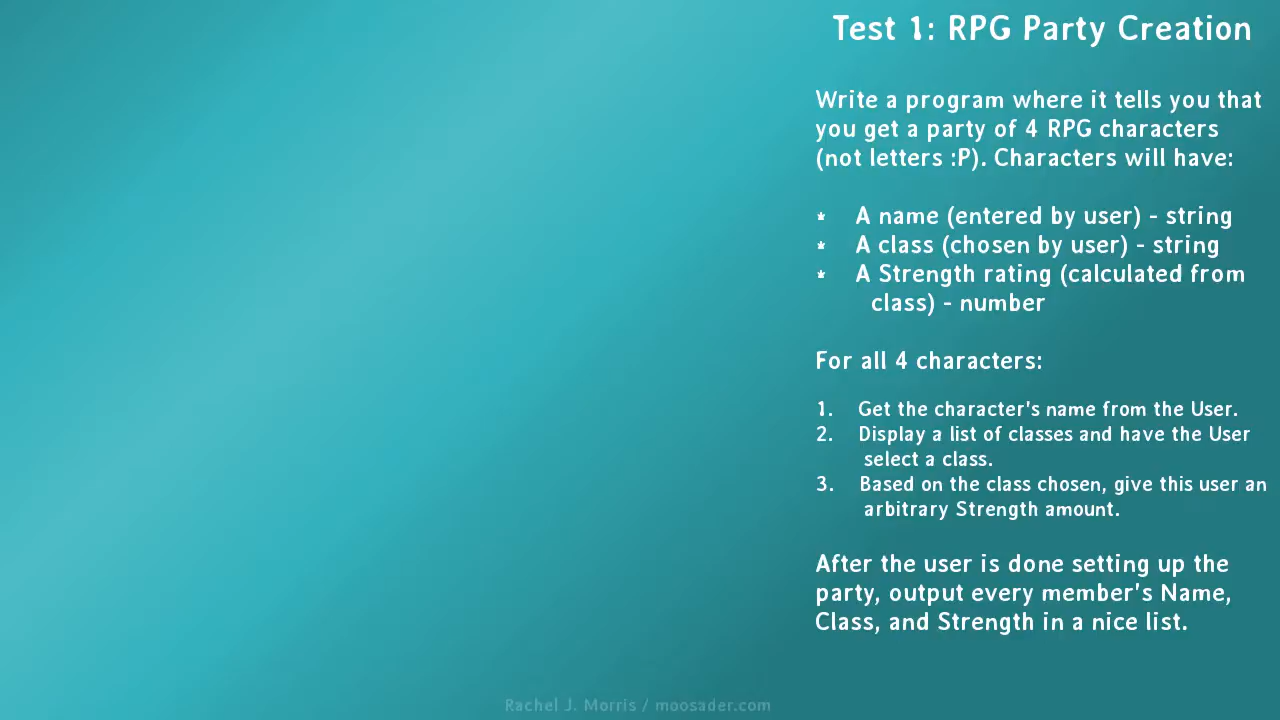 Test 1: RPG Party Creation
Write a program where it tells you that
you get a party of 4 RPG characters
(not letters :P). Characters will have:
* A name (entered by user) - string
* A class (chosen by user) - string
* A Strength rating (calculated from
class) - number
For all 4 characters:
1. Get the character's name from the User.
2. Display a list of classes and have the User
select a class.
3. Based on the class chosen, give this user an
arbitrary Strength amount.
After the user is done setting up the
party, output every member's Name,
Class, and Strength in a nice list.
Rachel J. Morris / moosader.com